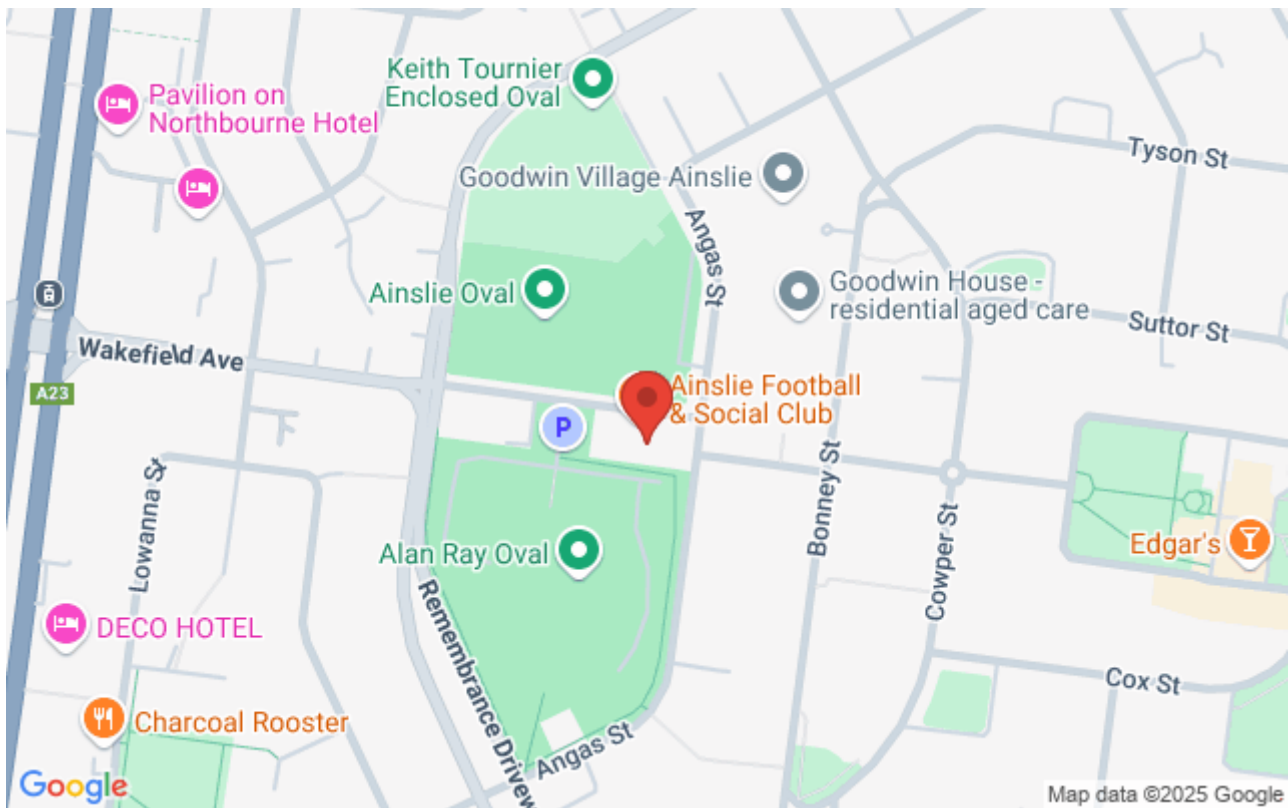 Keith Tournier
Enclosed Oval
Pavilion on
Northbourne Hotel
Tyson St
Goodwin Village Ainslie
Angas St
Ainslie Oval
Goodwin House -
residential aged care
Suttor St
Wakefield Ave
A23
Ainslie Football
& Social Club
P
Lowanna St
Bonney St
Alan Ray Oval
Edgar's
Cowper St
Remembrance Drivew
DECO HOTEL
Cox St
Charcoal Rooster
Angas St
Google
Map data ©2025 Google